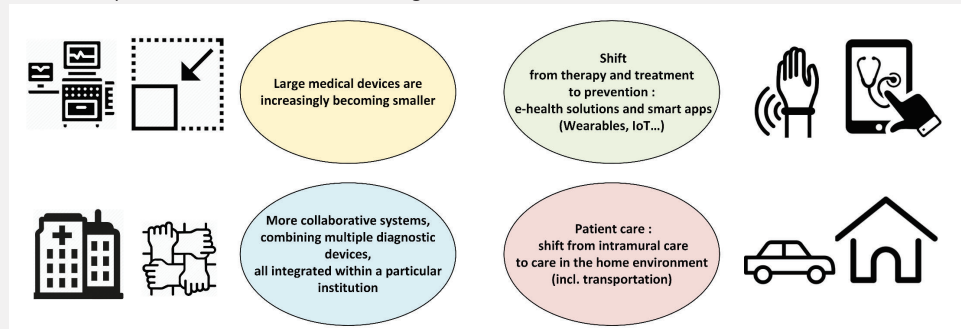 Large medical devices are
increasingly becoming smaller
Shift
from therapy and treatment
to prevention :
e-health solutions and smart apps
(Wearables, IoT...)
More collaborative systems,
combining multiple diagnostic
devices,
all integrated within a particular
institution
Patient care :
shift from intramural care
to care in the home environment
(incl. transportation)